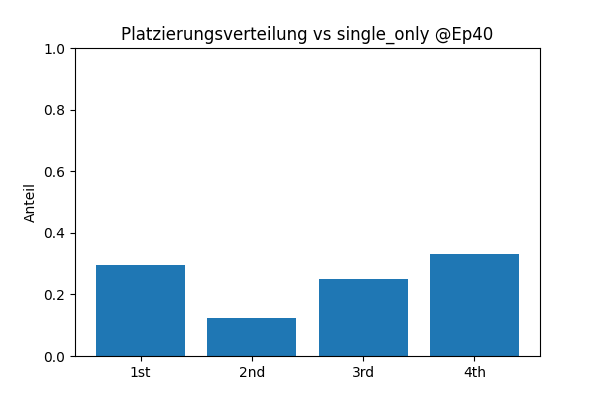 Platzierungsverteilung vs single_only @Ep40
1.0
0.8
0.6
0.4
0.2
0.0
Anteil
1st
2nd
3rd
4th